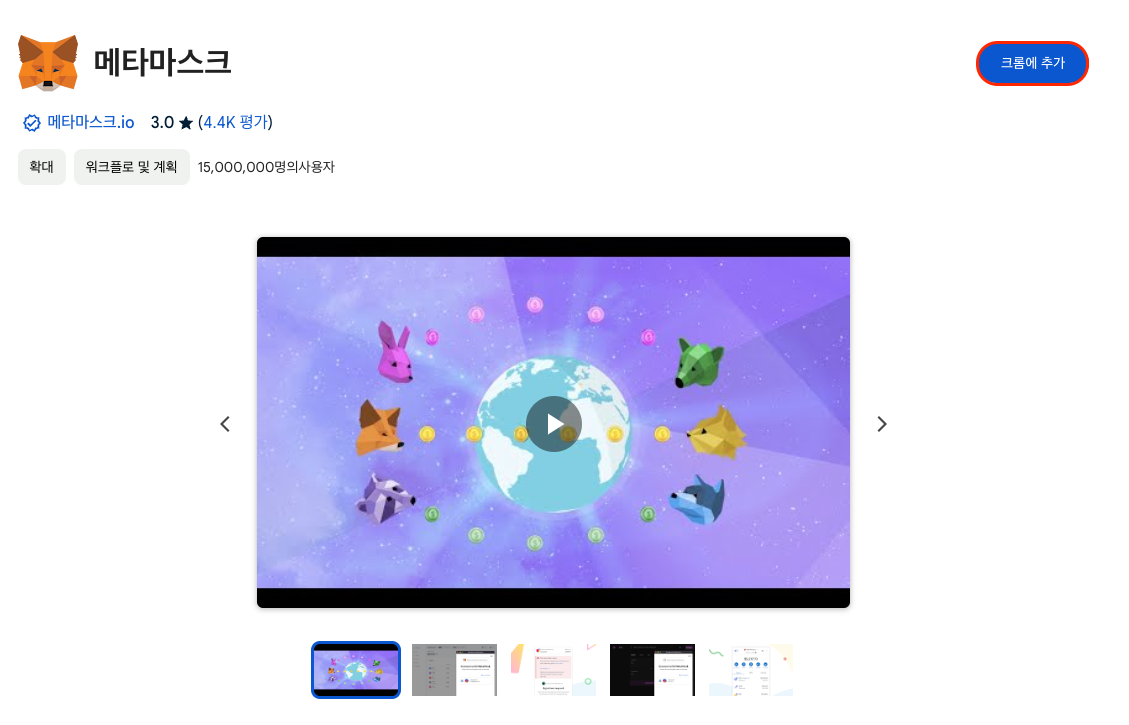 메타마스크
크롬에 추가
메타마스크.io 3.0 ★ (4.4K 평가)
확대 워크플로 및 계획 15,000,000명의사용자